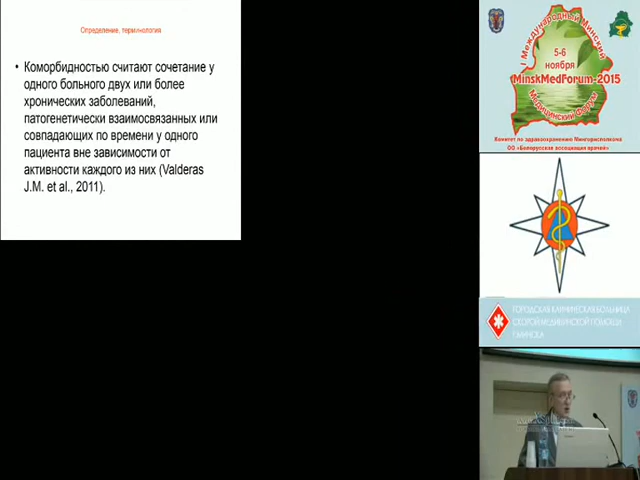 Определение, терминология
• Коморбидностью считают сочетание у
одного больного двух или более
хронических заболеваний,
патогенетически взаимосвязанных или
совпадающих по времени у одного
пациента вне зависимости от
активности каждого из них (Valderas
J.M. et al., 2011).
I Международный Минский
5-6
ноября
MinskMedForum-2015
Медицинский Форум
Комитет по здравоохранению Мингорисполкома
ОО «Белорусская ассоциация врачей»
ГОРОДСКАЯ КЛИНИЧЕСКАЯ БОЛЬНИЦА
СКОРОЙ МЕДИЦИНСКОЙ ПОМОЩИ
Г.МИНСКА